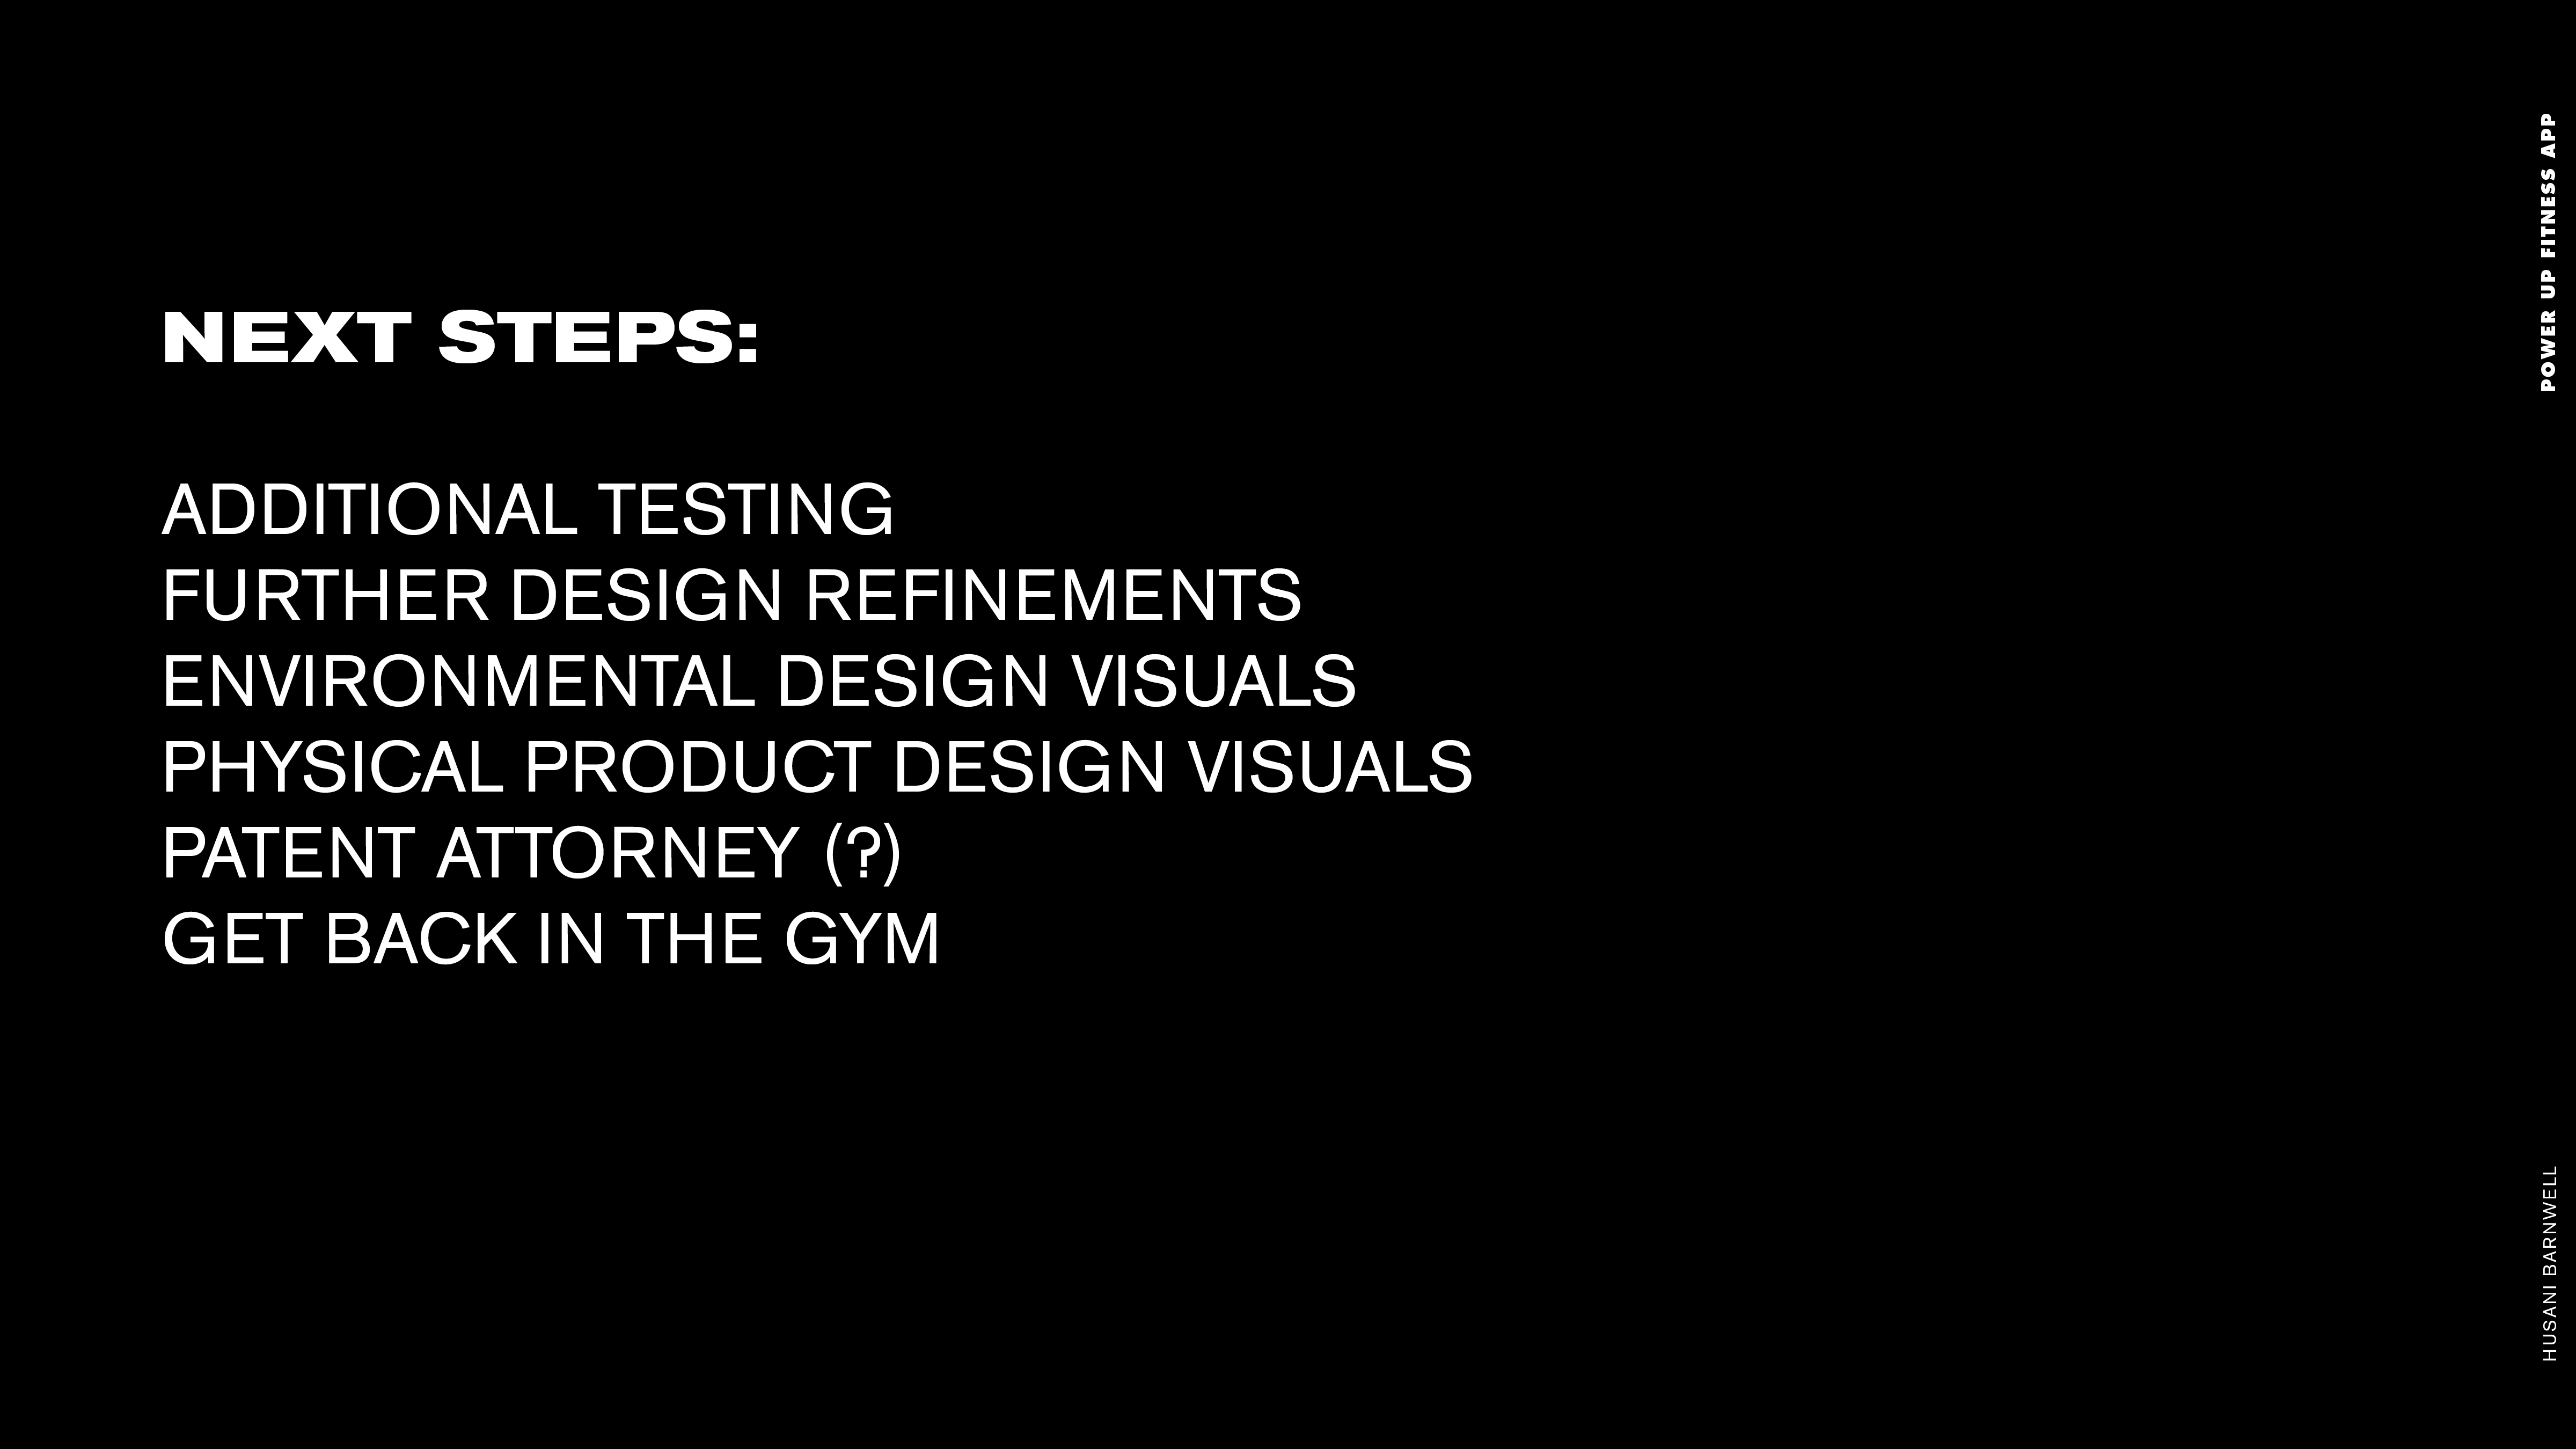 NEXT STEPS:
ADDITIONAL TESTING
FURTHER DESIGN REFINEMENTS
ENVIRONMENTAL DESIGN VISUALS
PHYSICAL PRODUCT DESIGN VISUALS
PATENT ATTORNEY (?)
GET BACK IN THE GYM
POWER UP FITNESS APP
HUSANI BARNWELL